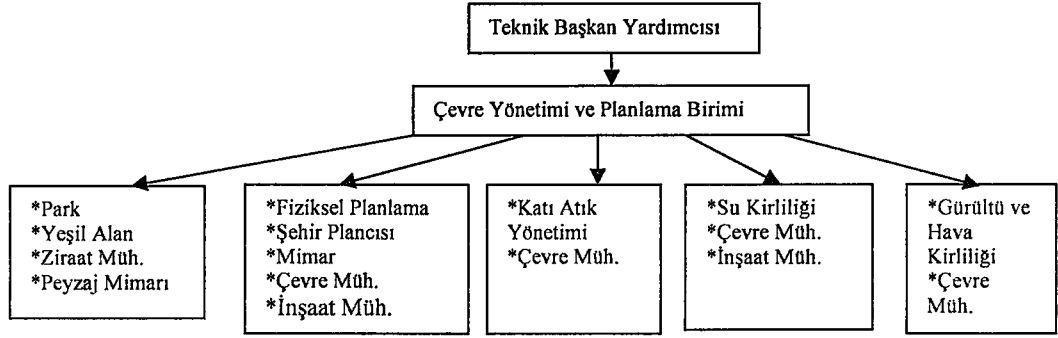 Teknik Başkan Yardımcısı
Çevre Yönetimi ve Planlama Birimi
*Park
*Yeşil Alan
*Ziraat Müh.
*Peyzaj Mimarı
*Fiziksel Planlama
*Şehir Plancısı
*Mimar
*Çevre Müh.
*İnşaat Müh.
*Katı Atık
Yönetimi
*Çevre Müh.
*Su Kirliliği
*Çevre Müh.
*İnşaat Müh.
*Gürültü ve
Hava
Kirliliği
*Çevre
Müh.